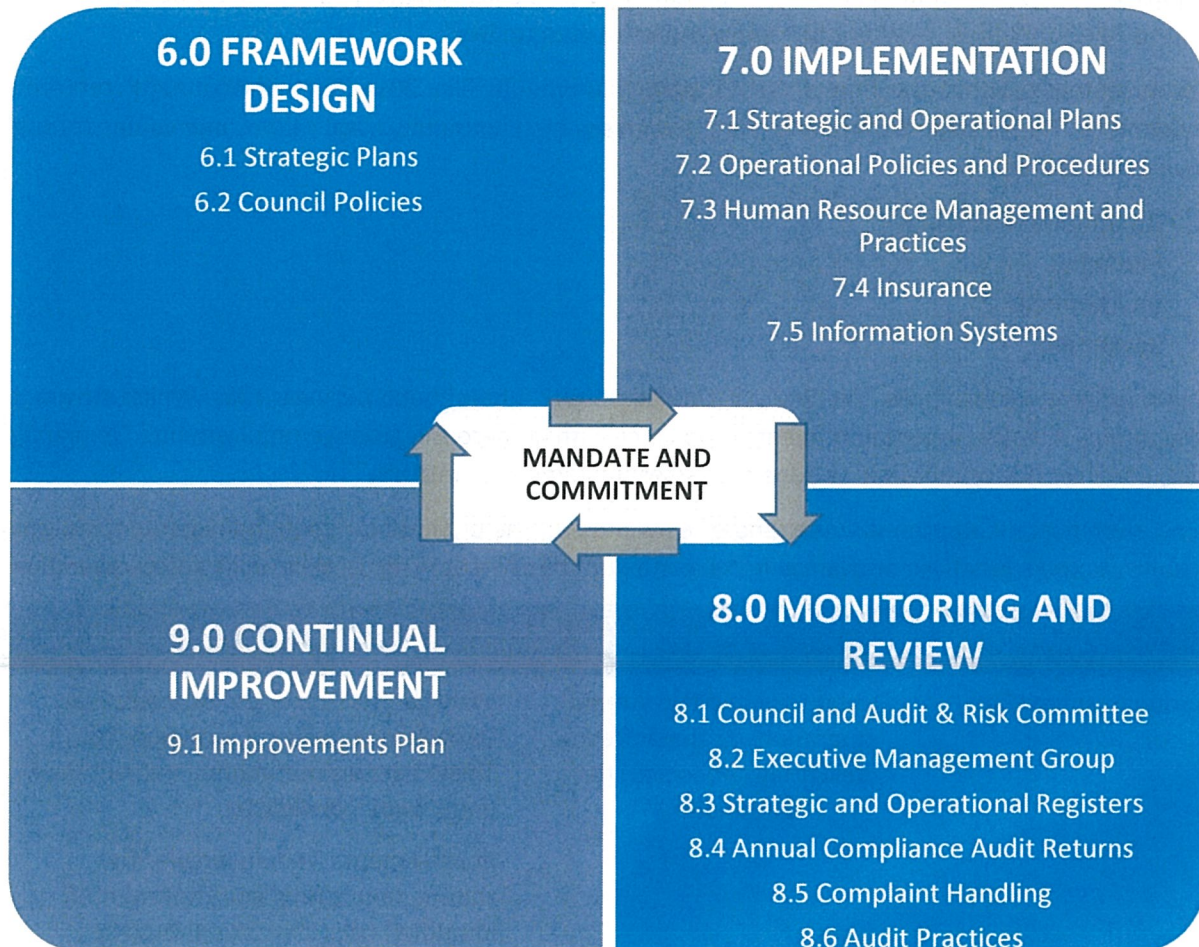 6.0 FRAMEWORK
DESIGN
6.1 Strategic Plans
6.2 Council Policies
7.0 IMPLEMENTATION
7.1 Strategic and Operational Plans
7.2 Operational Policies and Procedures
7.3 Human Resource Management and
Practices
7.4 Insurance
7.5 Information Systems
MANDATE AND
COMMITMENT
9.0 CONTINUAL
IMPROVEMENT
9.1 Improvements Plan
8.0 MONITORING AND
REVIEW
8.1 Council and Audit & Risk Committee
8.2 Executive Management Group
8.3 Strategic and Operational Registers
8.4 Annual Compliance Audit Returns
8.5 Complaint Handling
8.6 Audit Practices